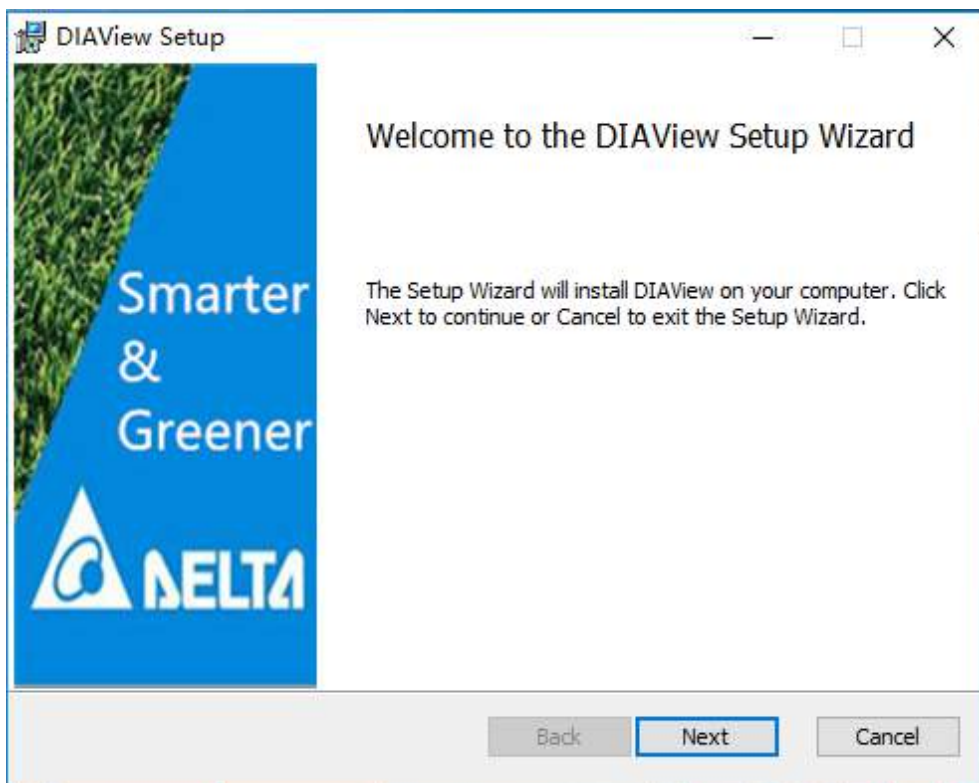 DIAView Setup
Welcome to the DIAView Setup Wizard
The Setup Wizard will install DIAView on your computer. Click
Next to continue or Cancel to exit the Setup Wizard.
Smarter
&
Greener
DELTA
Back
Next
Cancel